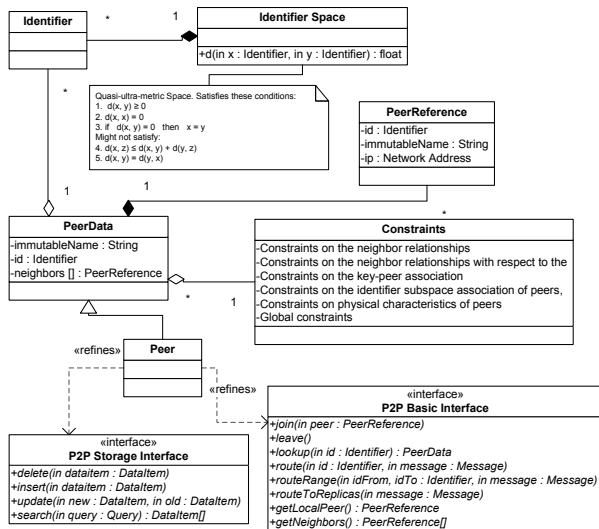 Identifier
*
1
Identifier Space
+d(in x : Identifier, in y : Identifier) : float
Quasi-ultra-metric Space. Satisfies these conditions:
1. d(x, y) ≥ 0
2. d(x, x) = 0
3. if d(x, y) = 0 then x = y
Might not satisfy:
4. d(x, z) ≤ d(x, y) + d(y, z)
5. d(x, y) = d(y, x)
*
PeerReference
-id : Identifier
-immutableName : String
-ip : Network Address
1
1
*
PeerData
-immutableName : String
-id : Identifier
-neighbors [] : PeerReference
*
1
Constraints
-Constraints on the neighbor relationships
-Constraints on the neighbor relationships with respect to the
-Constraints on the key-peer association
-Constraints on the identifier subspace association of peers,
-Constraints on physical characteristics of peers
-Global constraints
«refines»
Peer
«refines»
«interface»
P2P Storage Interface
+delete(in dataitem : DataItem)
+insert(in dataitem : DataItem)
+update(in new : DataItem, in old : DataItem)
+search(in query : Query) : DataItem[]
«interface»
P2P Basic Interface
+join(in peer : PeerReference)
+leave()
+lookup(in id : Identifier) : PeerData
+route(in id : Identifier, in message : Message)
+routeRange(in idFrom, idTo : Identifier, in message : Message)
+routeToReplicas(in message : Message)
+getLocalPeer() : PeerReference
+getNeighbors() : PeerReference[]